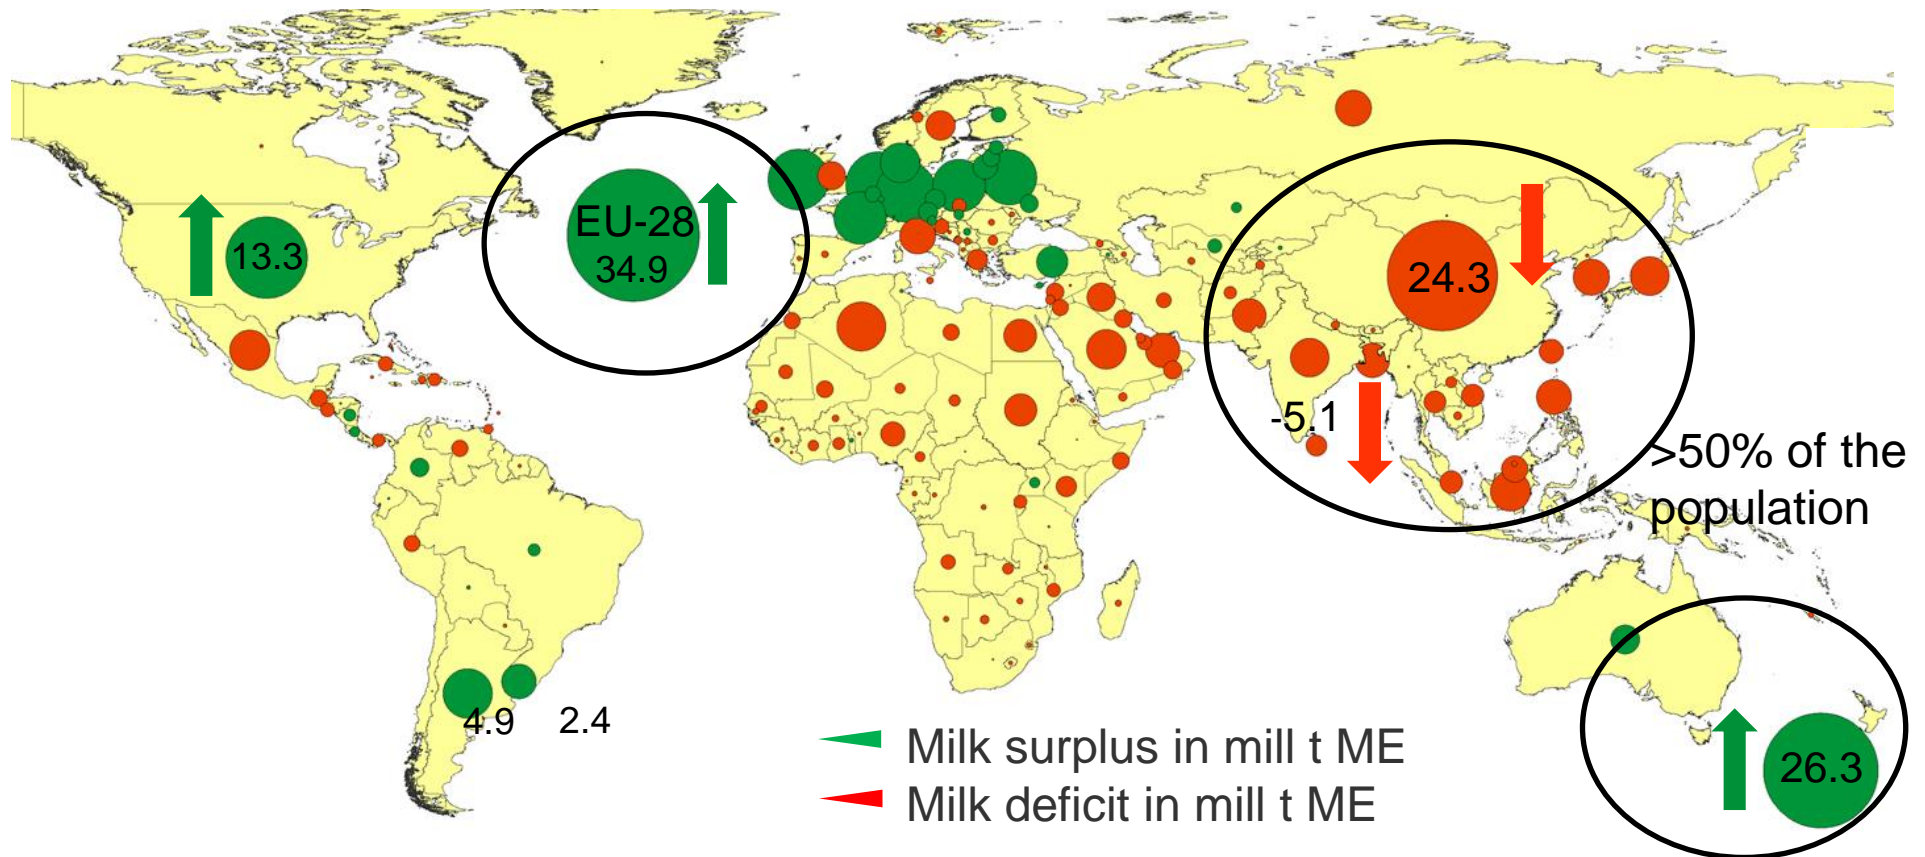 EU-28
34.9
13.3
24.3
-5.1
>50% of the
population
4.9
2.4
Milk surplus in mill t ME
Milk deficit in mill t ME
26.3